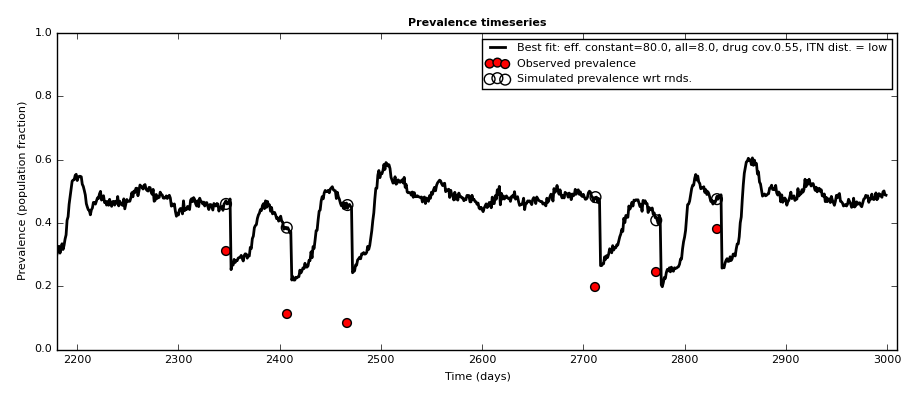 Prevalence timeseries
1.0
0.8
0.6
0.4
0.2
0.0
Prevalence (population fraction)
Best fit: eff. constant=80.0, all=8.0, drug cov.0.55, ITN dist. = low
Observed prevalence
Simulated prevalence wrt rnds.
2200 2300 2400 2500 2600 2700 2800 2900 3000
Time (days)